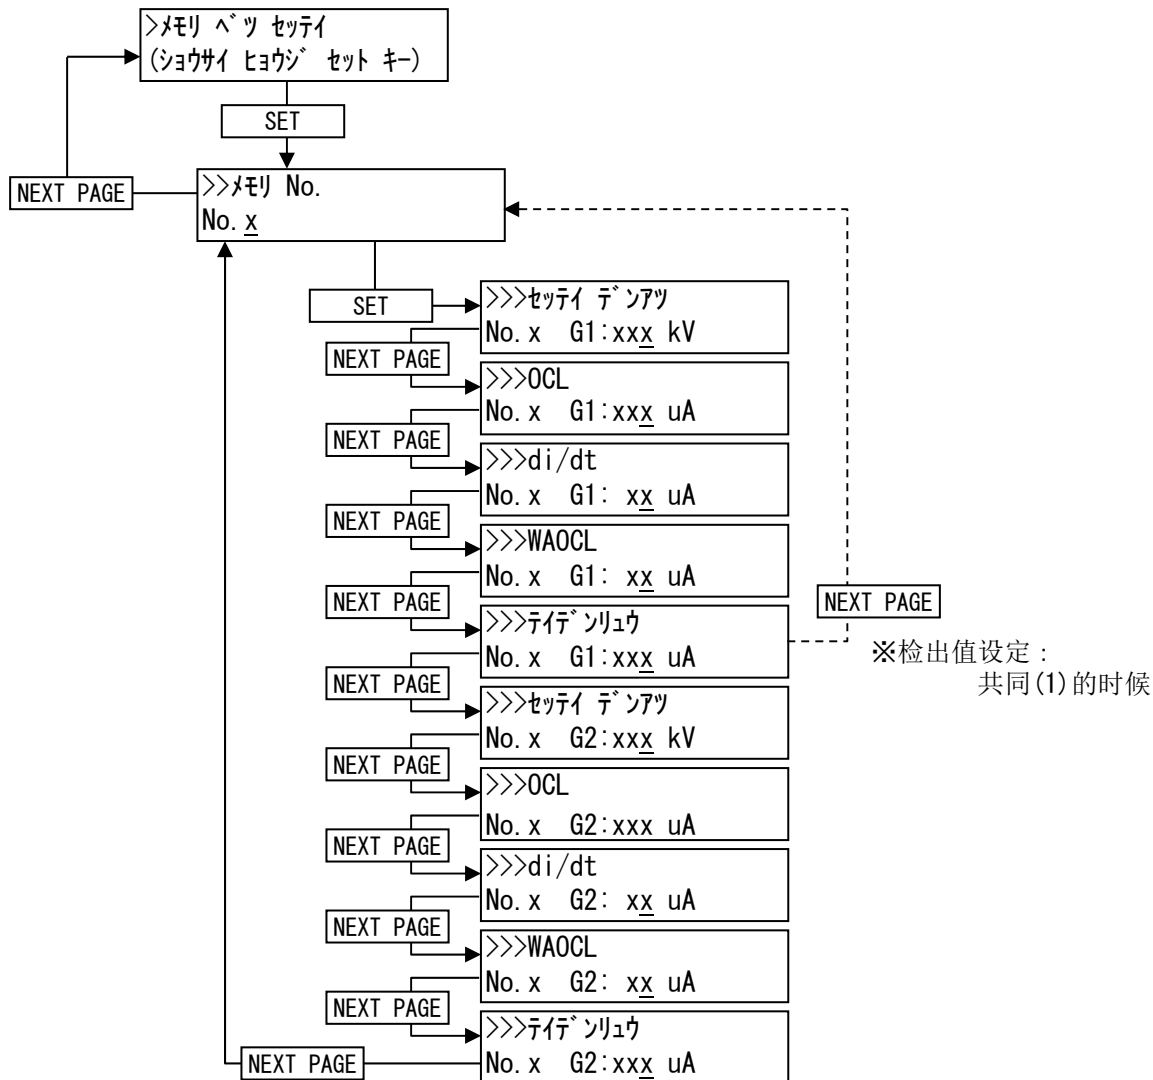 >ﾒﾓﾘ ﾍﾞﾂ ｾｯﾃｲ
(ｼｮｳｻｲ ﾋｮｳｼﾞ ｾｯﾄ ｷｰ)
SET
NEXT PAGE
>>ﾒﾓﾘ No.
No. x
SET
>>>ｾｯﾃｲ ﾃﾞﾝｱﾂ
No. x G1:xxx kV
NEXT PAGE
>>>OCL
No. x G1:xxx uA
NEXT PAGE
>>>di/dt
No. x G1: xx uA
NEXT PAGE
>>>WAOCL
No. x G1: xx uA
NEXT PAGE
NEXT PAGE
>>>ﾃｲﾃﾞﾝﾘｭｳ
No. x G1:xxx uA
※检出值设定：
共同(1)的时候
NEXT PAGE
>>>ｾｯﾃｲ ﾃﾞﾝｱﾂ
No. x G2:xxx kV
NEXT PAGE
>>>OCL
No. x G2:xxx uA
NEXT PAGE
>>>di/dt
No. x G2: xx uA
NEXT PAGE
>>>WAOCL
No. x G2: xx uA
NEXT PAGE
>>>ﾃｲﾃﾞﾝﾘｭｳ
No. x G2:xxx uA
NEXT PAGE